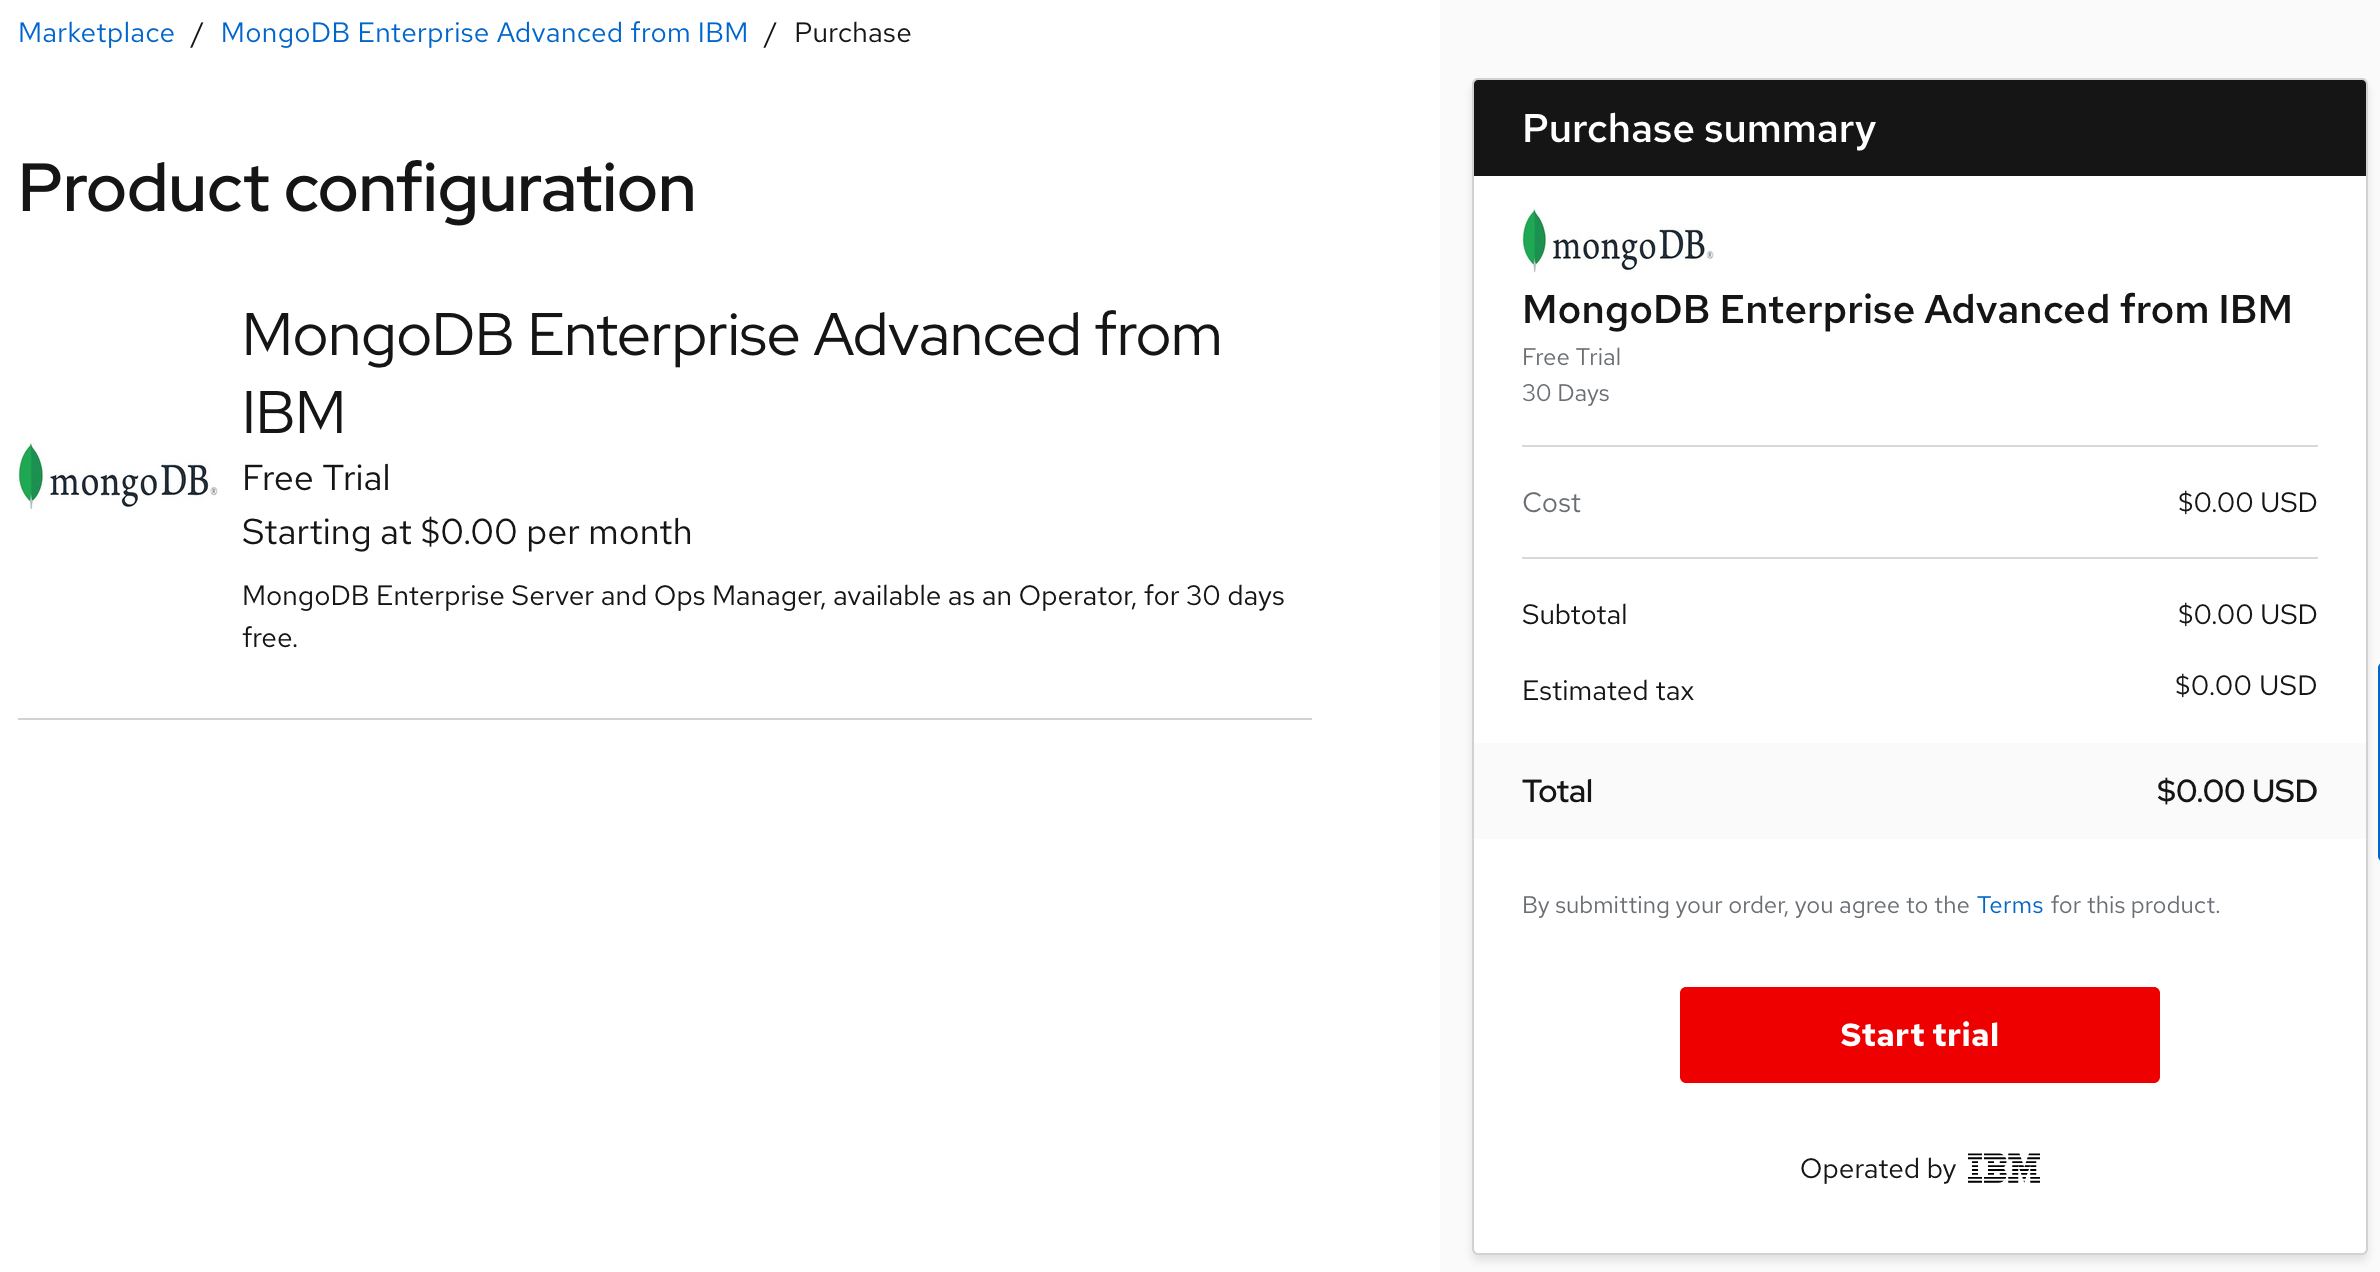 Marketplace / MongoDB Enterprise Advanced from IBM / Purchase
Product configuration
mongoDB®
MongoDB Enterprise Advanced from
IBM
Free Trial
Starting at $0.00 per month
MongoDB Enterprise Server and Ops Manager, available as an Operator, for 30 days
free.
Purchase summary
mongoDB®
MongoDB Enterprise Advanced from IBM
Free Trial
30 Days
Cost $0.00 USD
Subtotal $0.00 USD
Estimated tax $0.00 USD
Total $0.00 USD
By submitting your order, you agree to the Terms for this product.
Start trial
Operated by IBM